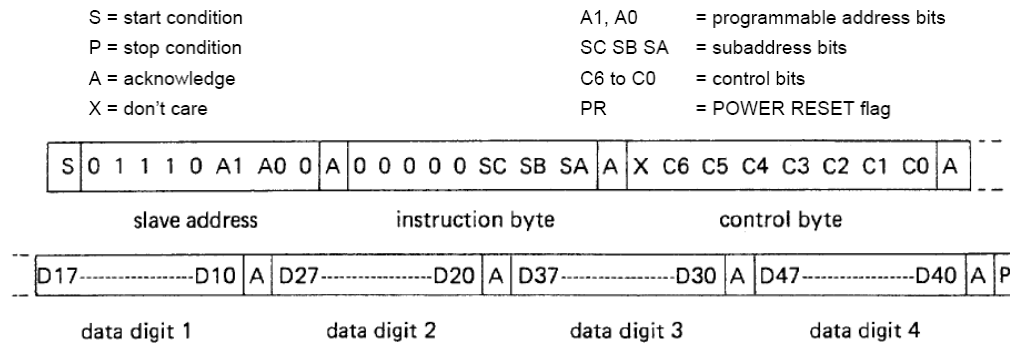 S = start condition A1, A0 = programmable address bits
P = stop condition SC SB SA = subaddress bits
A = acknowledge C6 to C0 = control bits
X = don't care PR = POWER RESET flag
S 0 1 1 1 0 A1 A0 0 A 0 0 0 0 0 SC SB SA A X C6 C5 C4 C3 C2 C1 C0 A
slave address instruction byte control byte
D17-----------------D10 A D27-----------------D20 A D37-----------------D30 A D47-----------------D40 A P
data digit 1 data digit 2 data digit 3 data digit 4